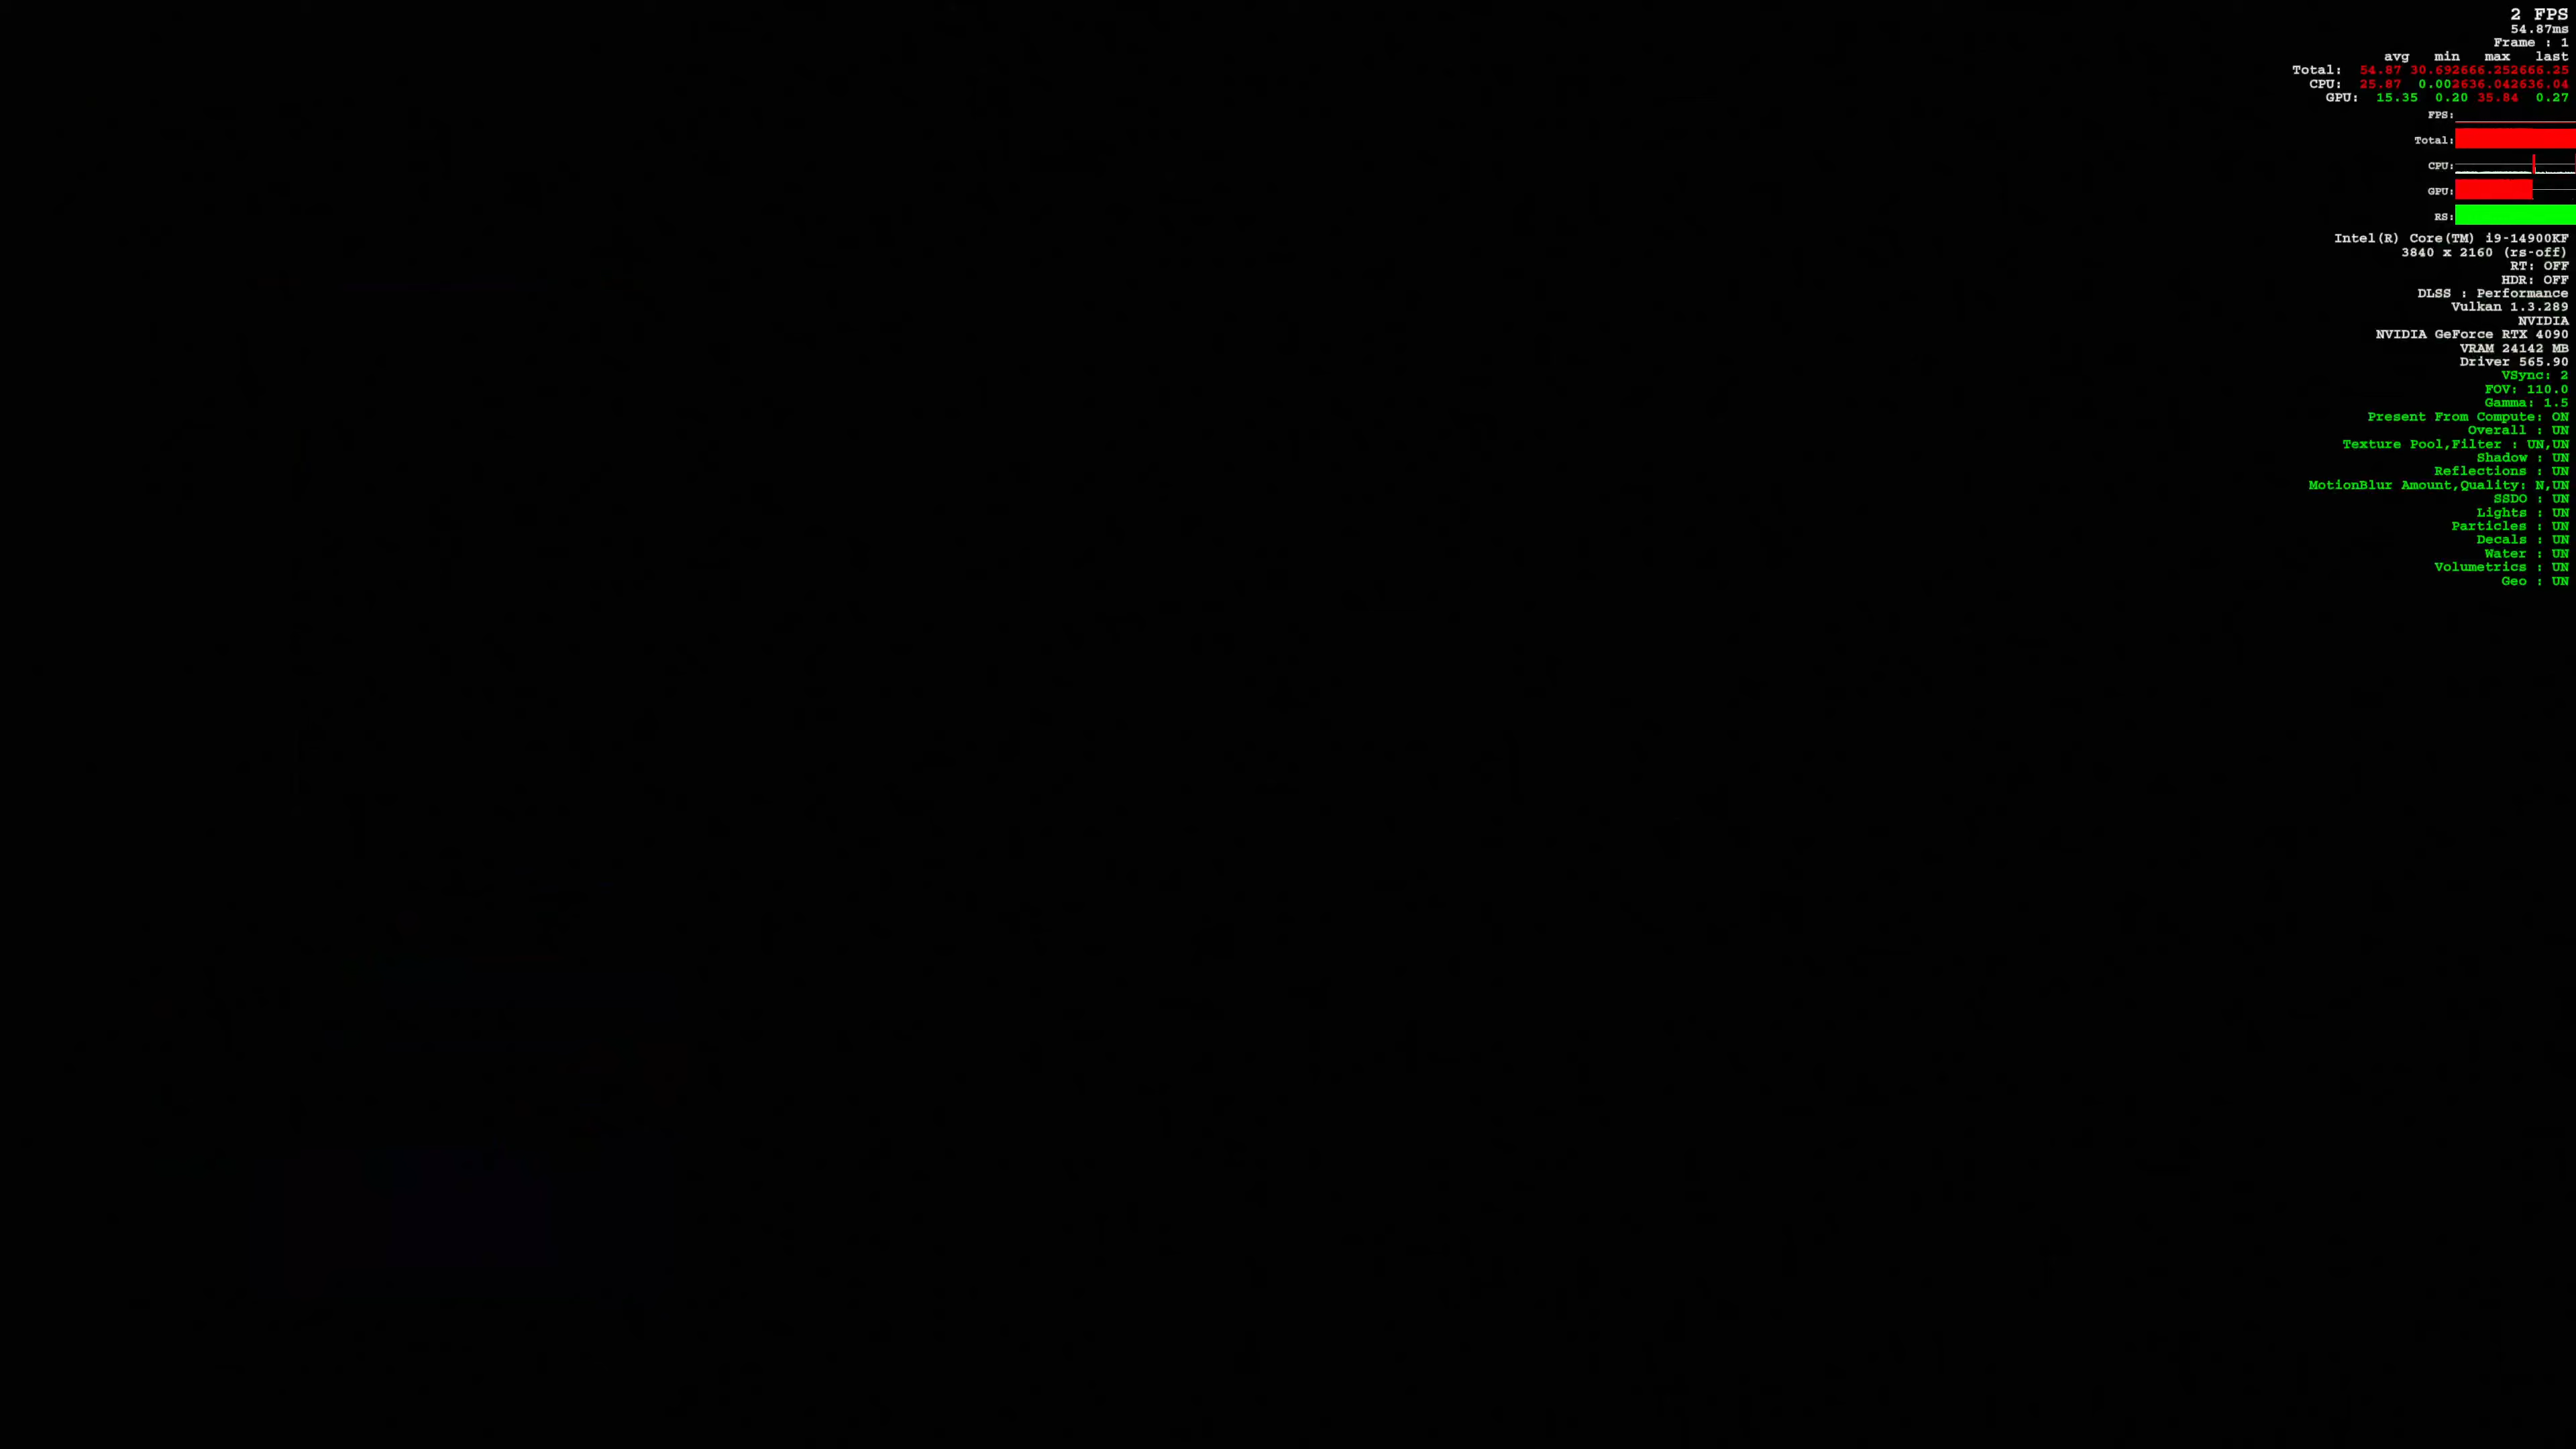 2 FPS
54.87ms
Frame : 1
avg min max last
Total: 54.87 30.692666.252666.25
CPU: 25.87 0.002636.042636.04
GPU: 15.35 0.20 35.84 0.27
FPS:
Total:
CPU:
GPU:
RS:
Intel(R) Core(TM) i9-14900KF
3840 x 2160 (rs-off)
RT: OFF
HDR: OFF
DLSS : Performance
Vulkan 1.3.289
NVIDIA
NVIDIA GeForce RTX 4090
VRAM 24142 MB
Driver 565.90
VSync: 2
FOV: 110.0
Gamma: 1.5
Present From Compute: ON
Overall : UN
Texture Pool,Filter : UN,UN
Shadow : UN
Reflections : UN
MotionBlur Amount,Quality: N,UN
SSDO : UN
Lights : UN
Particles : UN
Decals : UN
Water : UN
Volumetrics : UN
Geo : UN